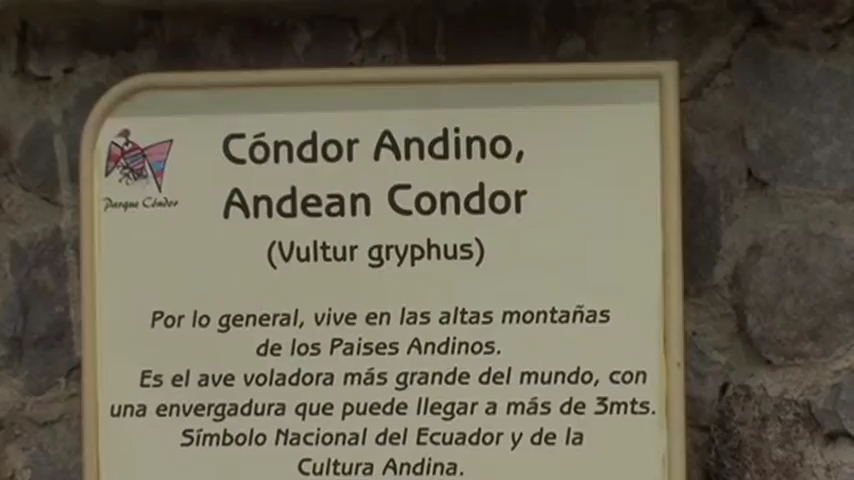 Parque Cóndor
Cóndor Andino,
Andean Condor
(Vultur gryphus)
Por lo general, vive en las altas montañas
de los Paises Andinos.
Es el ave voladora más grande del mundo, con
una envergadura que puede llegar a más de 3mts.
Símbolo Nacional del Ecuador y de la
Cultura Andina.